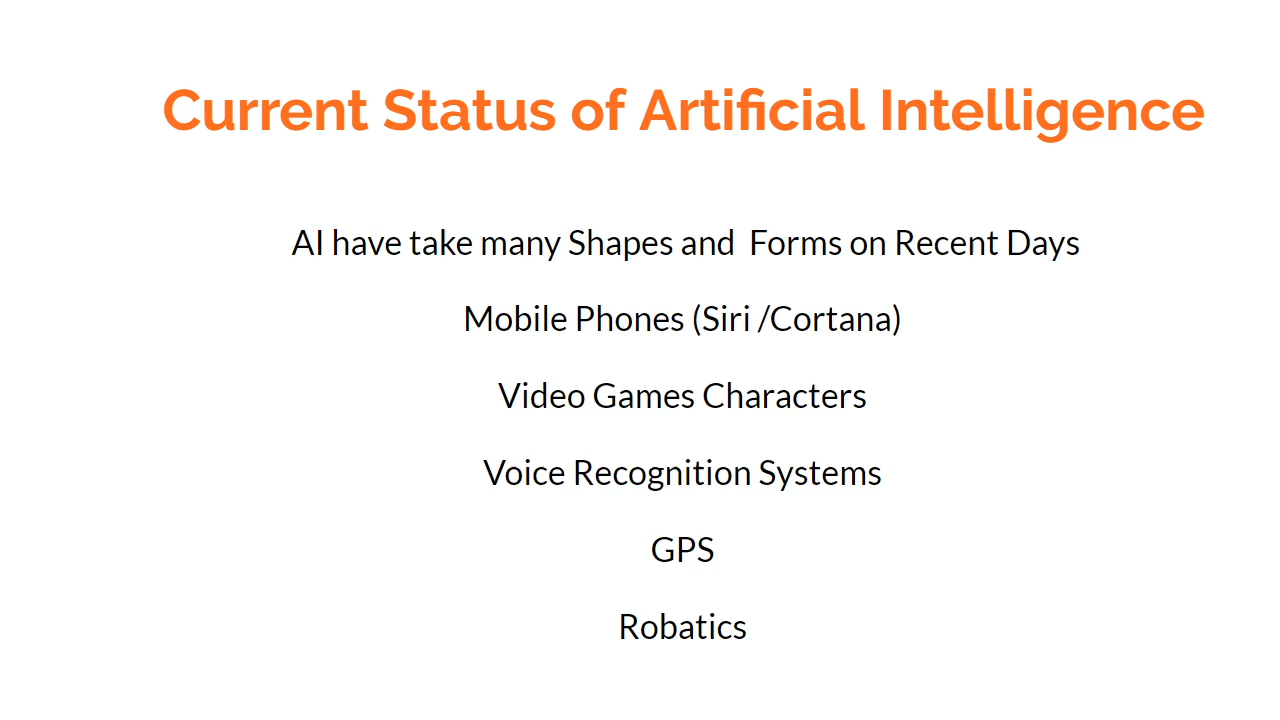 Current Status of Artificial Intelligence
AI have take many Shapes and  Forms on Recent Days
Mobile Phones (Siri /Cortana)
Video Games Characters
Voice Recognition Systems
GPS
Robatics